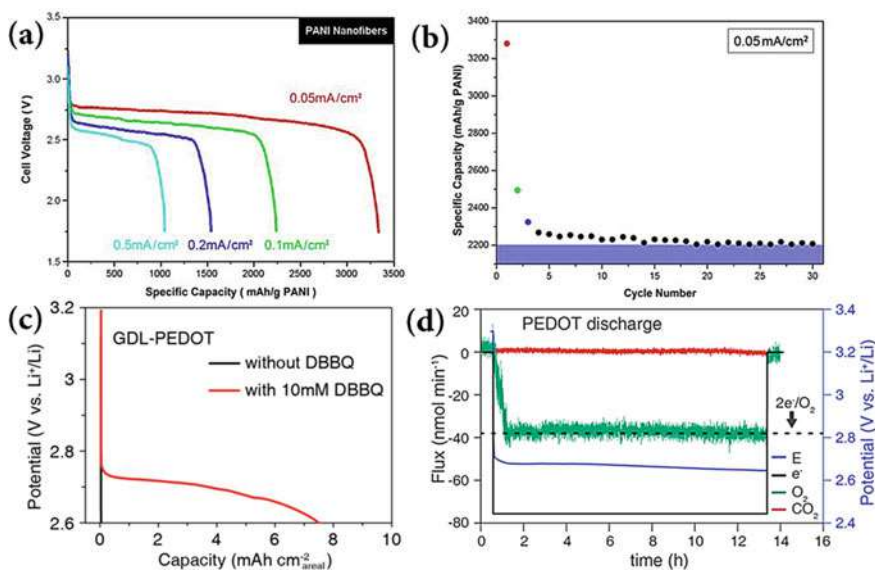 (a)
PANI Nanofibers
Cell Voltage (V)
3.5
3.0
2.5
2.0
1.5
0.05mA/cm²
0.5mA/cm²
0.2mA/cm²
0.1mA/cm²
0 500 1000 1500 2000 2500 3000 3500
Specific Capacity ( mAh/g PANI )
(b)
0.05mA/cm²
Specific Capacity (mAh/g PANI)
3400
3200
3000
2800
2600
2400
2200
0 5 10 15 20 25 30
Cycle Number
(c)
GDL-PEDOT
without DBBQ
with 10mM DBBQ
Potential (V vs. Li⁺/Li)
3.2
3
2.8
2.6
0 2 4 6 8 10
Capacity (mAh cm⁻²areal)
(d)
PEDOT discharge
Flux (nmol min⁻¹)
40
20
0
-20
-40
-60
-80
2e⁻/O₂
E
e⁻
O₂
CO₂
3.4
3.2
3.0
2.8
2.6
2.4
2.2
Potential (V vs. Li⁺/Li)
0 2 4 6 8 10 12 14 16
time (h)